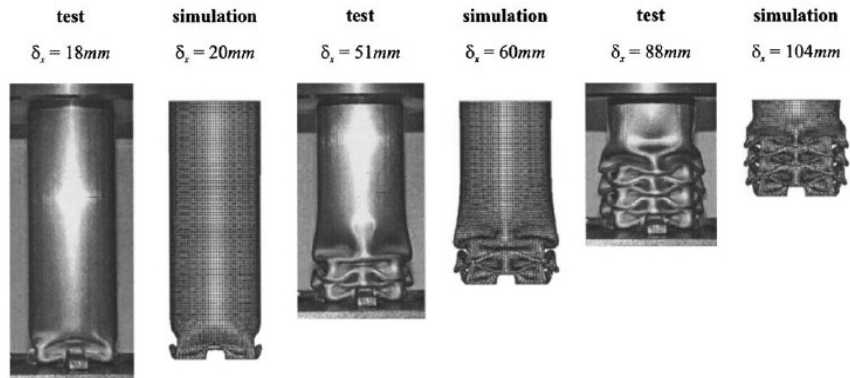 test simulation test simulation test simulation
δₓ = 18mm δₓ = 20mm δₓ = 51mm δₓ = 60mm δₓ = 88mm δₓ = 104mm